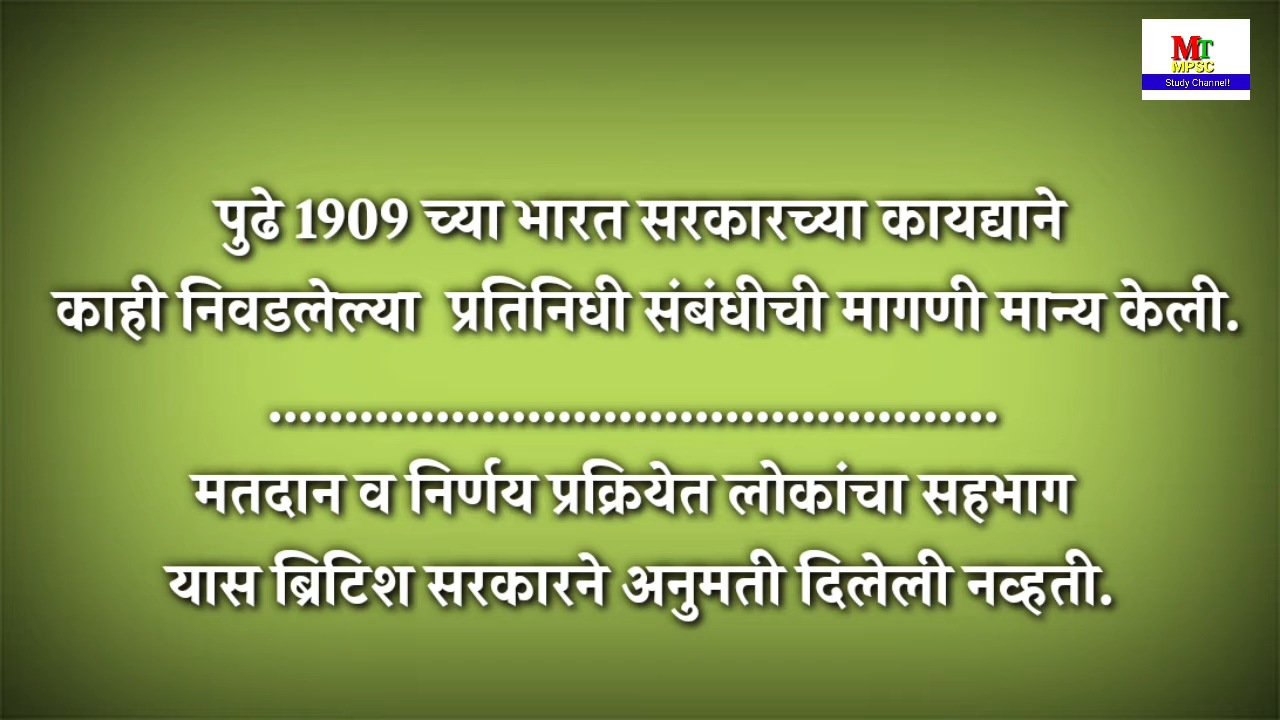 MT
MPSC
Study Channel!
पुढे 1909 च्या भारत सरकारच्या कायद्याने
काही निवडलेल्या प्रतिनिधी संबंधीची मागणी मान्य केली.
................................................
मतदान व निर्णय प्रक्रियेत लोकांचा सहभाग
यास ब्रिटिश सरकारने अनुमती दिलेली नव्हती.